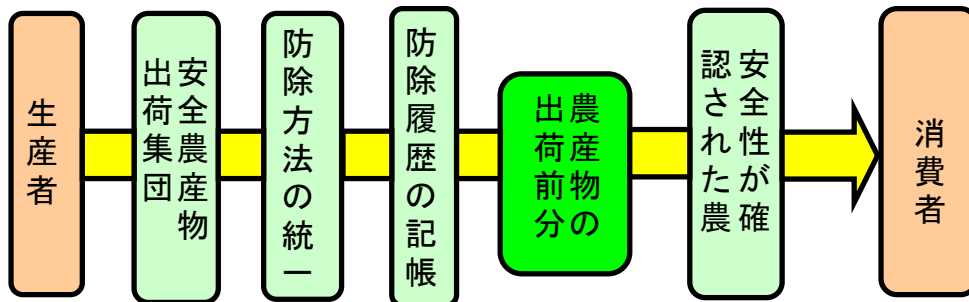 生産者
安全農産物
出荷集団
防除方法の統一
防除履歴の記帳
農産物の
出荷前分
安全性が確
認された農
消費者